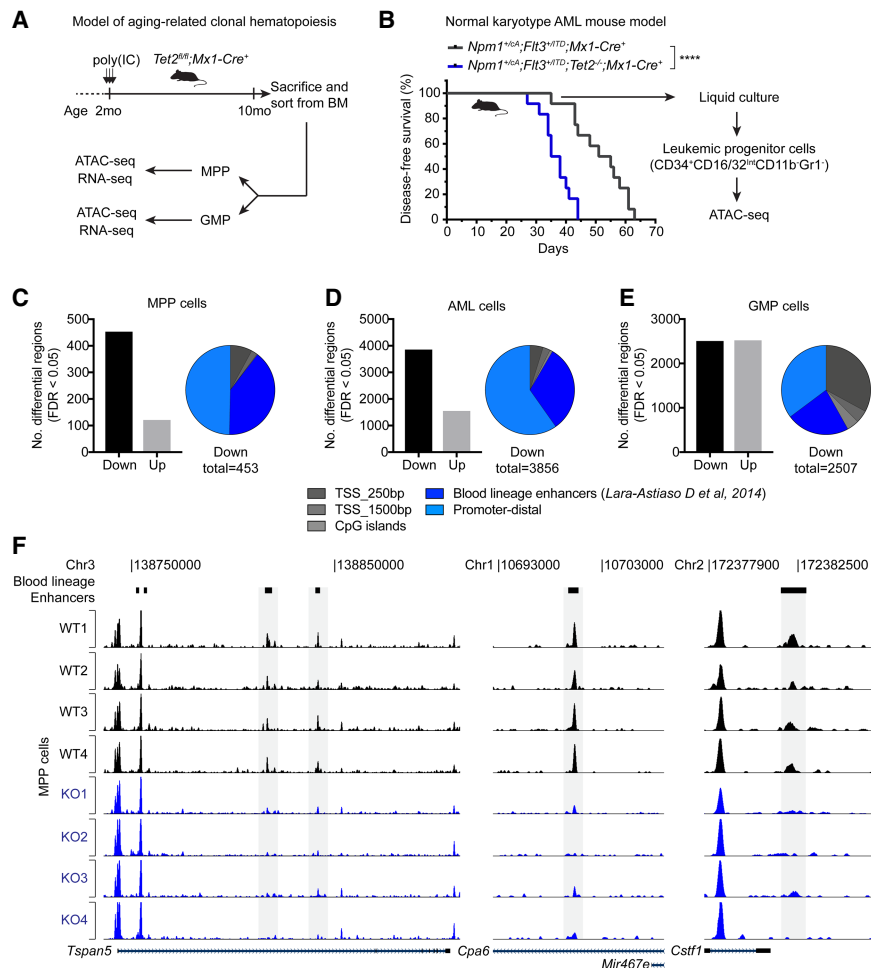 A
Model of aging-related clonal hematopoiesis
poly(IC)
Tet2fl/fl;Mx1-Cre+
Age 2mo
10mo
Sacrifice and
sort from BM
ATAC-seq
RNA-seq
MPP
ATAC-seq
RNA-seq
GMP
B
Normal karyotype AML mouse model
Npm1+/cA;Flt3+/ITD;Mx1-Cre+
Npm1+/cA;Flt3+/ITD;Tet2-/-;Mx1-Cre+
****
Disease-free survival (%)
100
80
60
40
20
0
0 10 20 30 40 50 60 70
Days
Liquid culture
Leukemic progenitor cells
(CD34+CD16/32IntCD11b-Gr1-)
ATAC-seq
C
MPP cells
No. differential regions
(FDR < 0.05)
500
400
300
200
100
0
Down Up
Down
total=453
D
AML cells
No. differential regions
(FDR < 0.05)
5000
4000
3000
2000
1000
0
Down Up
Down
total=3856
E
GMP cells
No. differential regions
(FDR < 0.05)
3000
2000
1000
0
Down Up
Down
total=2507
TSS_250bp
TSS_1500bp
CpG islands
Blood lineage enhancers (Lara-Astiaso D et al, 2014)
Promoter-distal
F
Chr3 |138750000 |138850000 Chr1 |10693000 |10703000 Chr2 |172377900 |172382500
Blood lineage
Enhancers
MPP cells
WT1
WT2
WT3
WT4
KO1
KO2
KO3
KO4
Tspan5 Cpa6 Cstf1
Mir467e